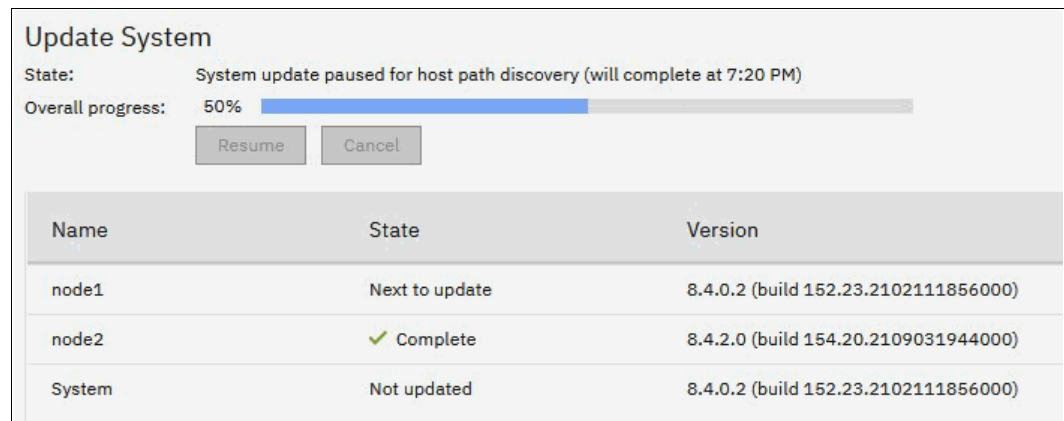 Update System
State: System update paused for host path discovery (will complete at 7:20 PM)
Overall progress: 50%
Resume Cancel
Name State Version
node1 Next to update 8.4.0.2 (build 152.23.2102111856000)
node2 Complete 8.4.2.0 (build 154.20.2109031944000)
System Not updated 8.4.0.2 (build 152.23.2102111856000)